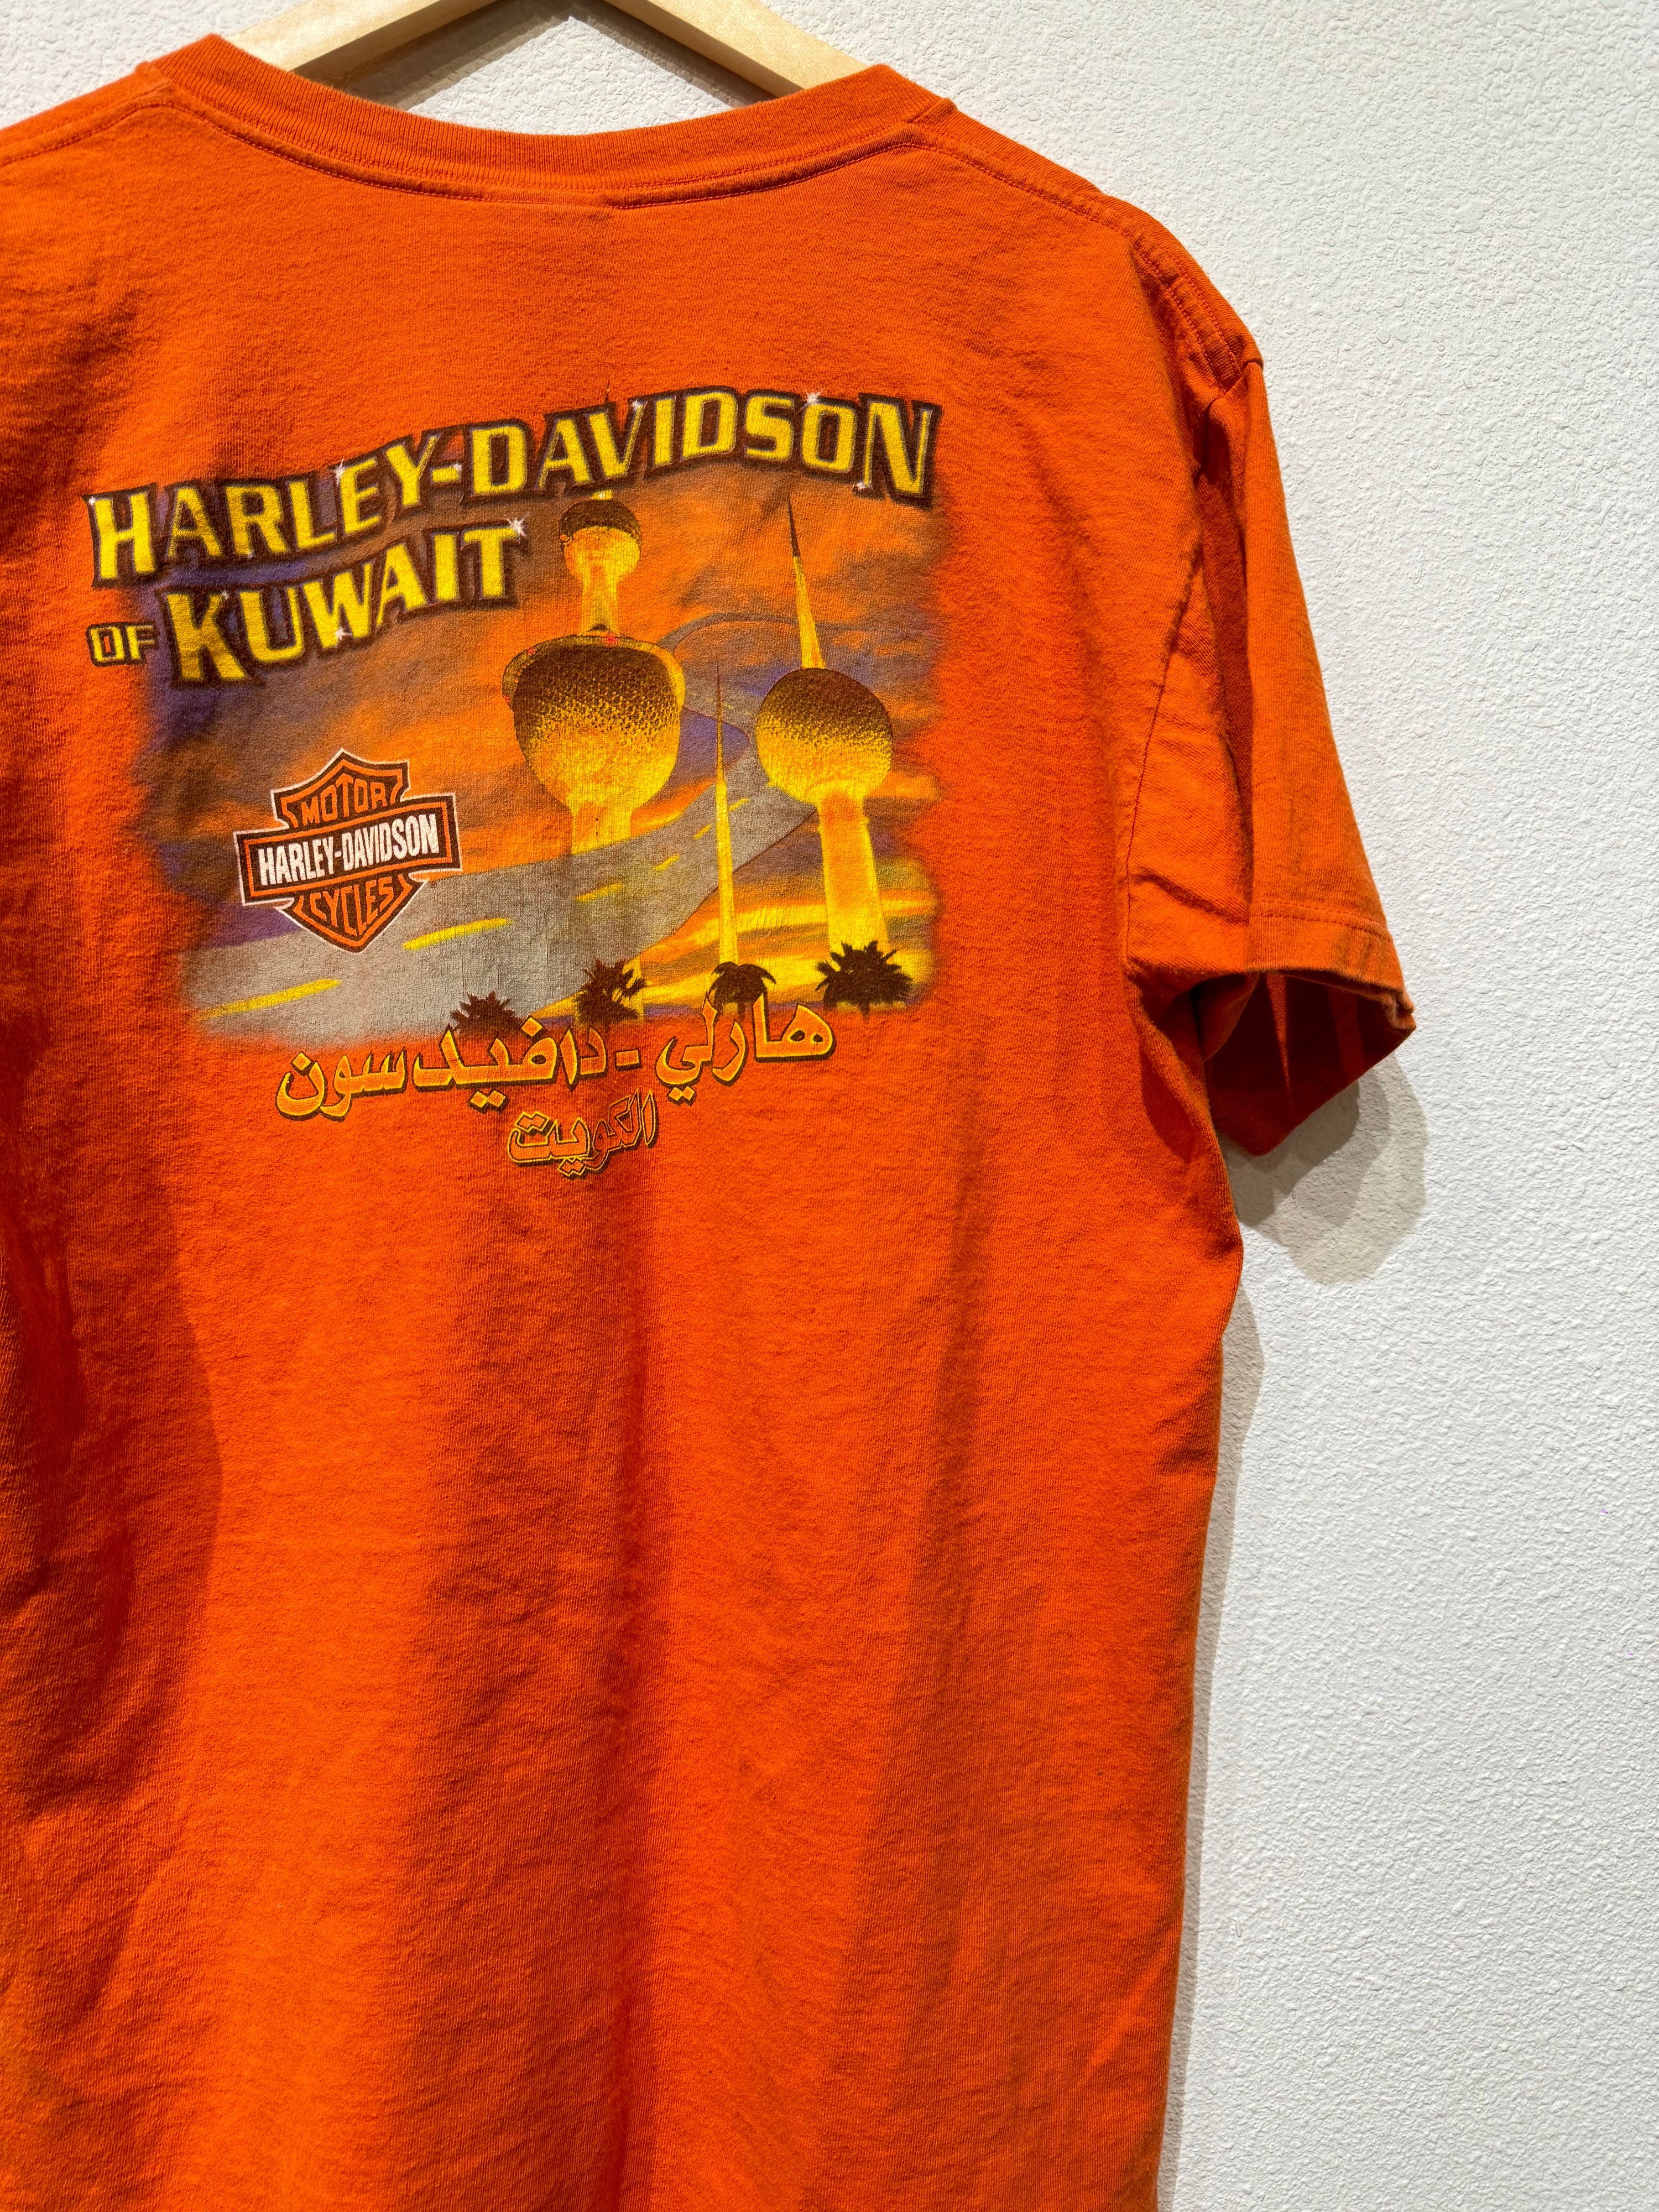 HARLEY-DAVIDSON
OF KUWAIT
MOTOR
HARLEY-DAVIDSON
CYCLES
هارلي - دافيدسون
الكويت